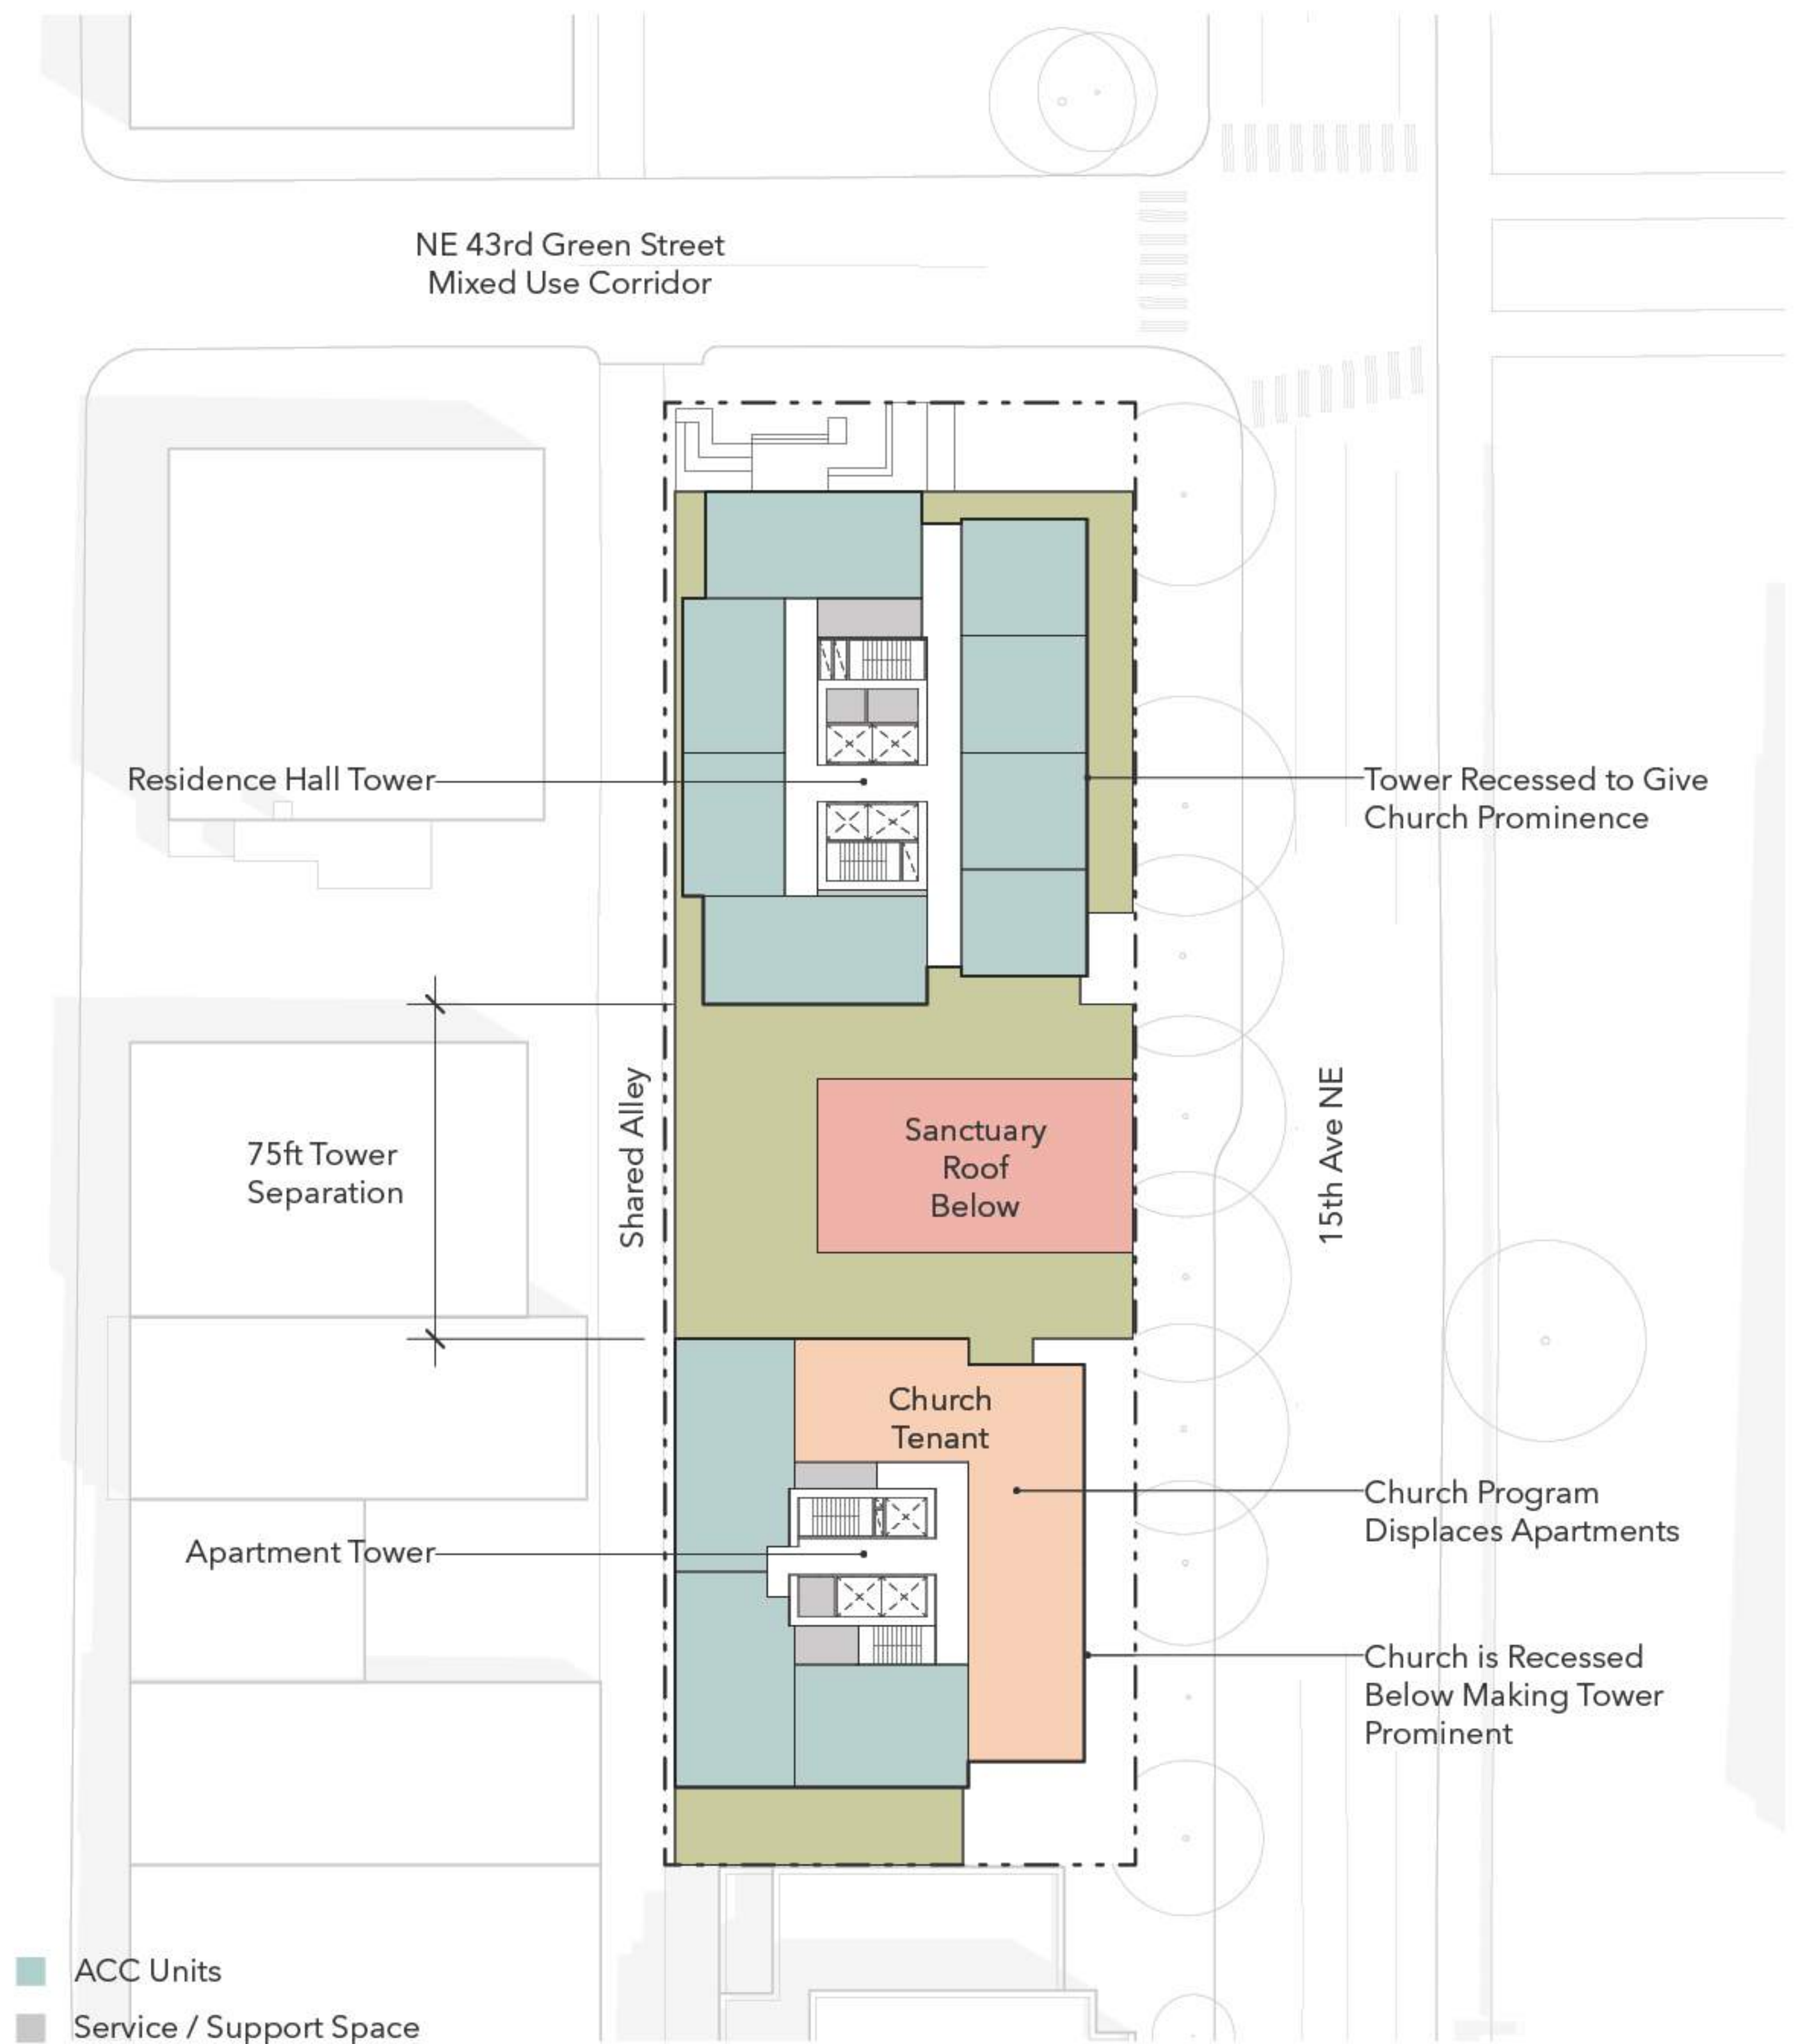 NE 43rd Green Street
Mixed Use Corridor
Residence Hall Tower
Tower Recessed to Give
Church Prominence
Shared Alley
15th Ave NE
75ft Tower
Separation
Sanctuary
Roof
Below
Church
Tenant
Church Program
Displaces Apartments
Apartment Tower
Church is Recessed
Below Making Tower
Prominent
ACC Units
Service / Support Space